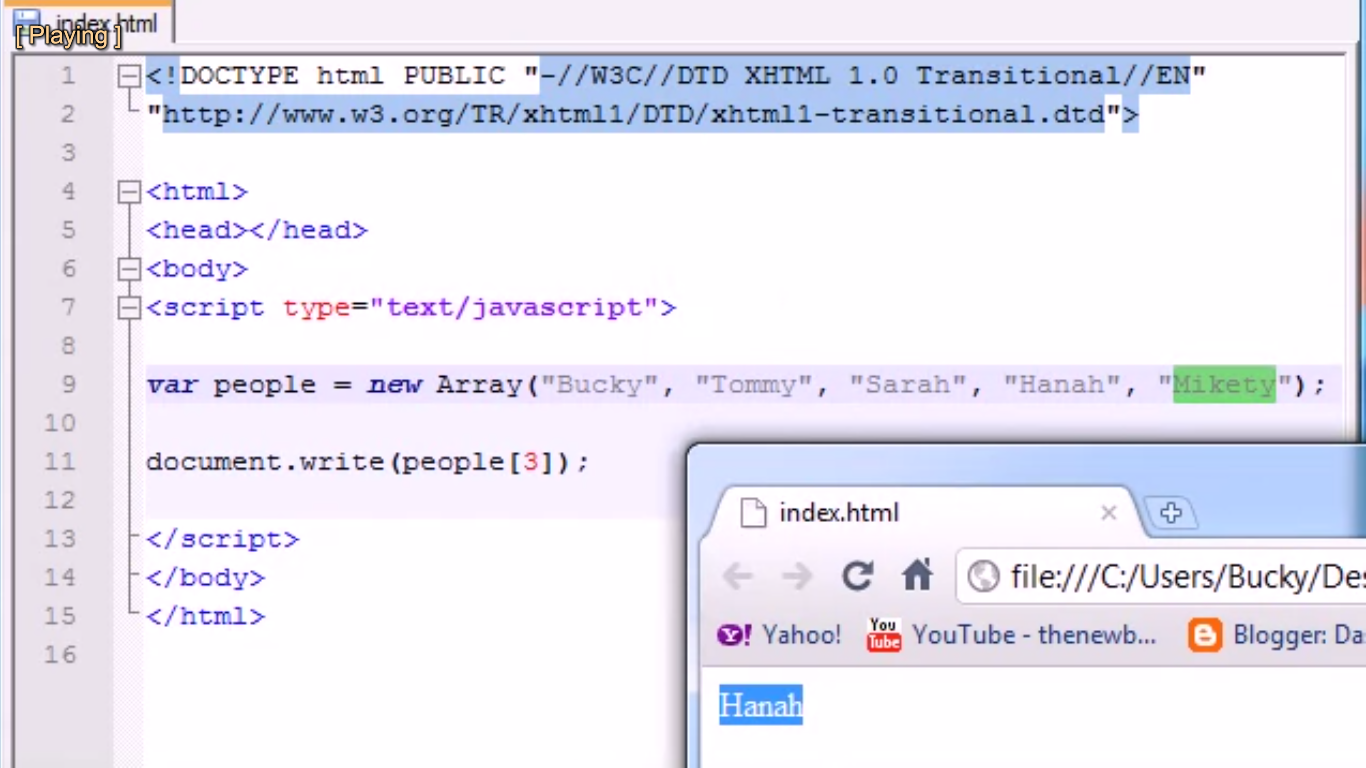 index.html
[ Playing ]
1 <!DOCTYPE html PUBLIC "-//W3C//DTD XHTML 1.0 Transitional//EN"
2 "http://www.w3.org/TR/xhtml1/DTD/xhtml1-transitional.dtd">
3
4 <html>
5 <head></head>
6 <body>
7 <script type="text/javascript">
8
9 var people = new Array("Bucky", "Tommy", "Sarah", "Hanah", "Mikety");
10
11 document.write(people[3]);
12
13 </script>
14 </body>
15 </html>
16
index.html
file:///C:/Users/Bucky/Des
Y! Yahoo! You Tube YouTube - thenewb... Blogger: Da
Hanah